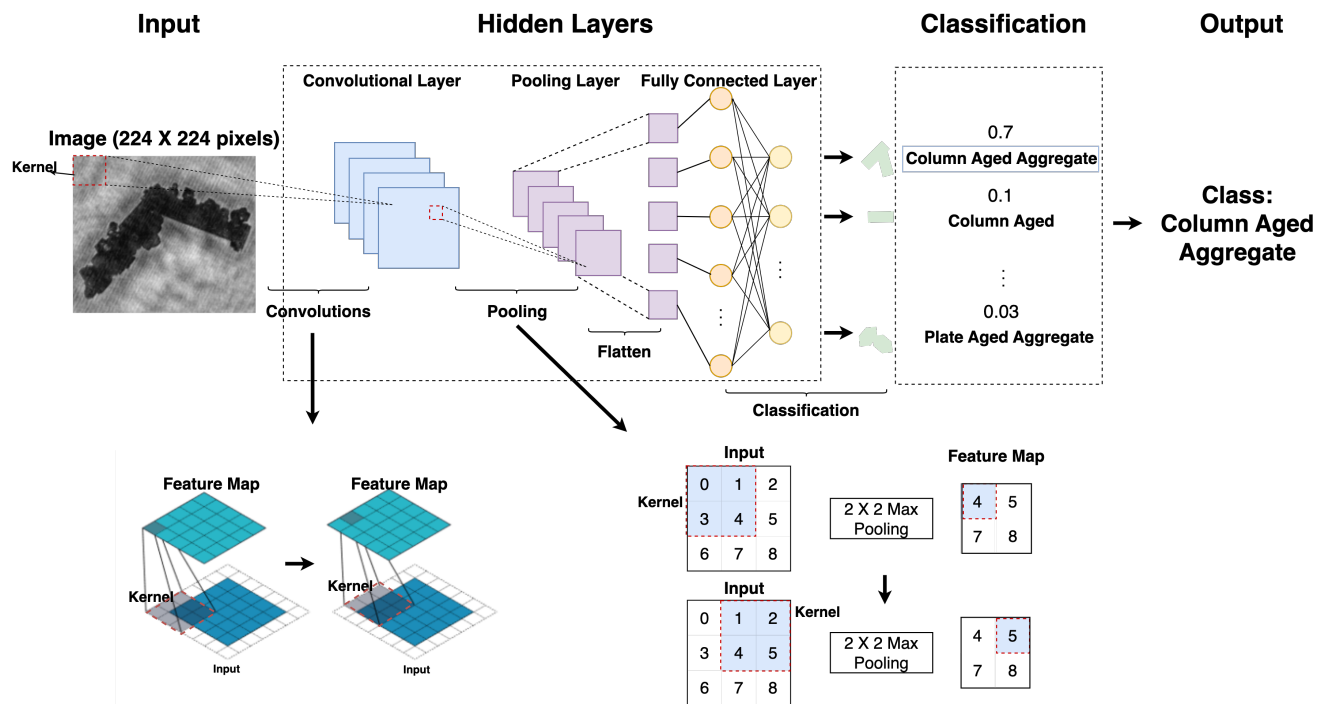 Input
Hidden Layers
Classification
Output
Convolutional Layer
Pooling Layer
Fully Connected Layer
Image (224 X 224 pixels)
Kernel
0.7
Column Aged Aggregate
0.1
Column Aged
⋮
0.03
Plate Aged Aggregate
Class:
Column Aged
Aggregate
⋮
⋮
Convolutions
Pooling
Flatten
Classification
Feature Map
Kernel
Input
Feature Map
Kernel
Input
Input
Kernel
0 1 2
3 4 5
6 7 8
2 X 2 Max
Pooling
Feature Map
4 5
7 8
Input
Kernel
0 1 2
3 4 5
6 7 8
2 X 2 Max
Pooling
4 5
7 8